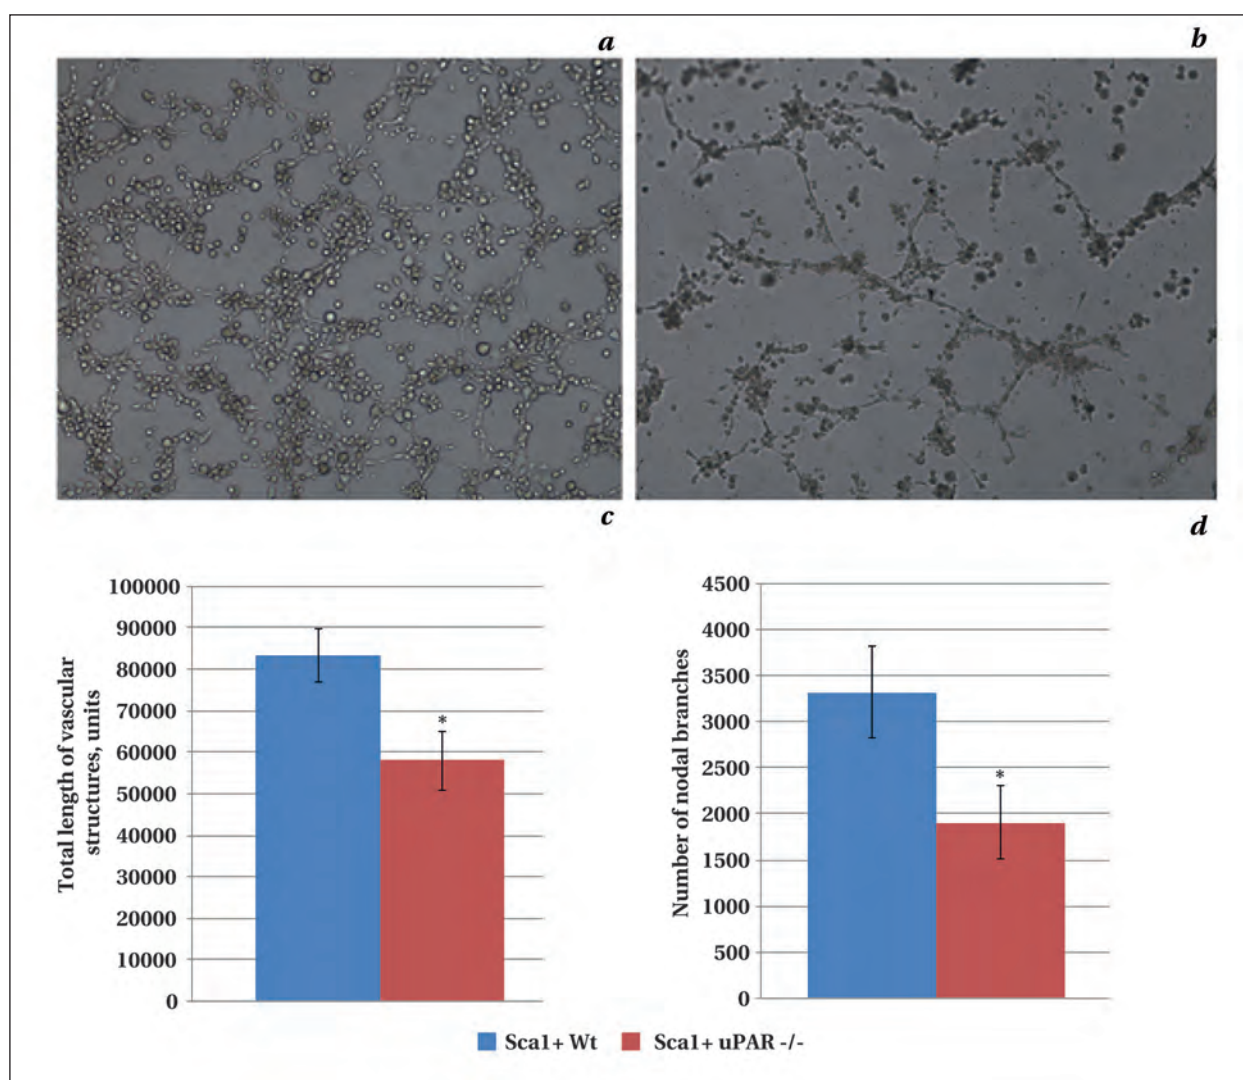 a
b
c
d
100000
90000
80000
70000
60000
50000
40000
30000
20000
10000
0
Total length of vascular
structures, units
*
4500
4000
3500
3000
2500
2000
1500
1000
500
0
Number of nodal branches
*
Sca1+ Wt
Sca1+ uPAR -/-